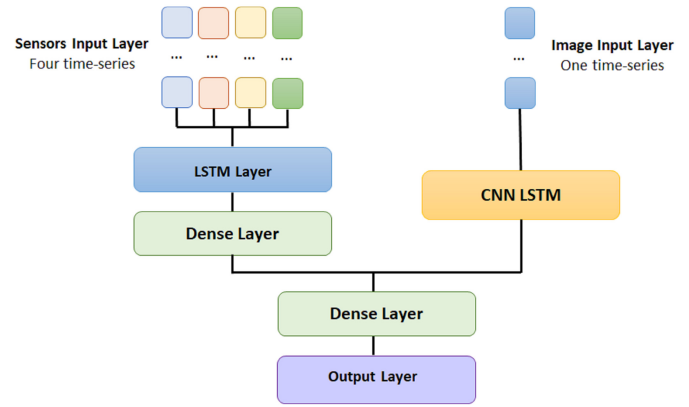 Sensors Input Layer
Four time-series
... ... ... ...
Image Input Layer
One time-series
...
LSTM Layer
CNN LSTM
Dense Layer
Dense Layer
Output Layer